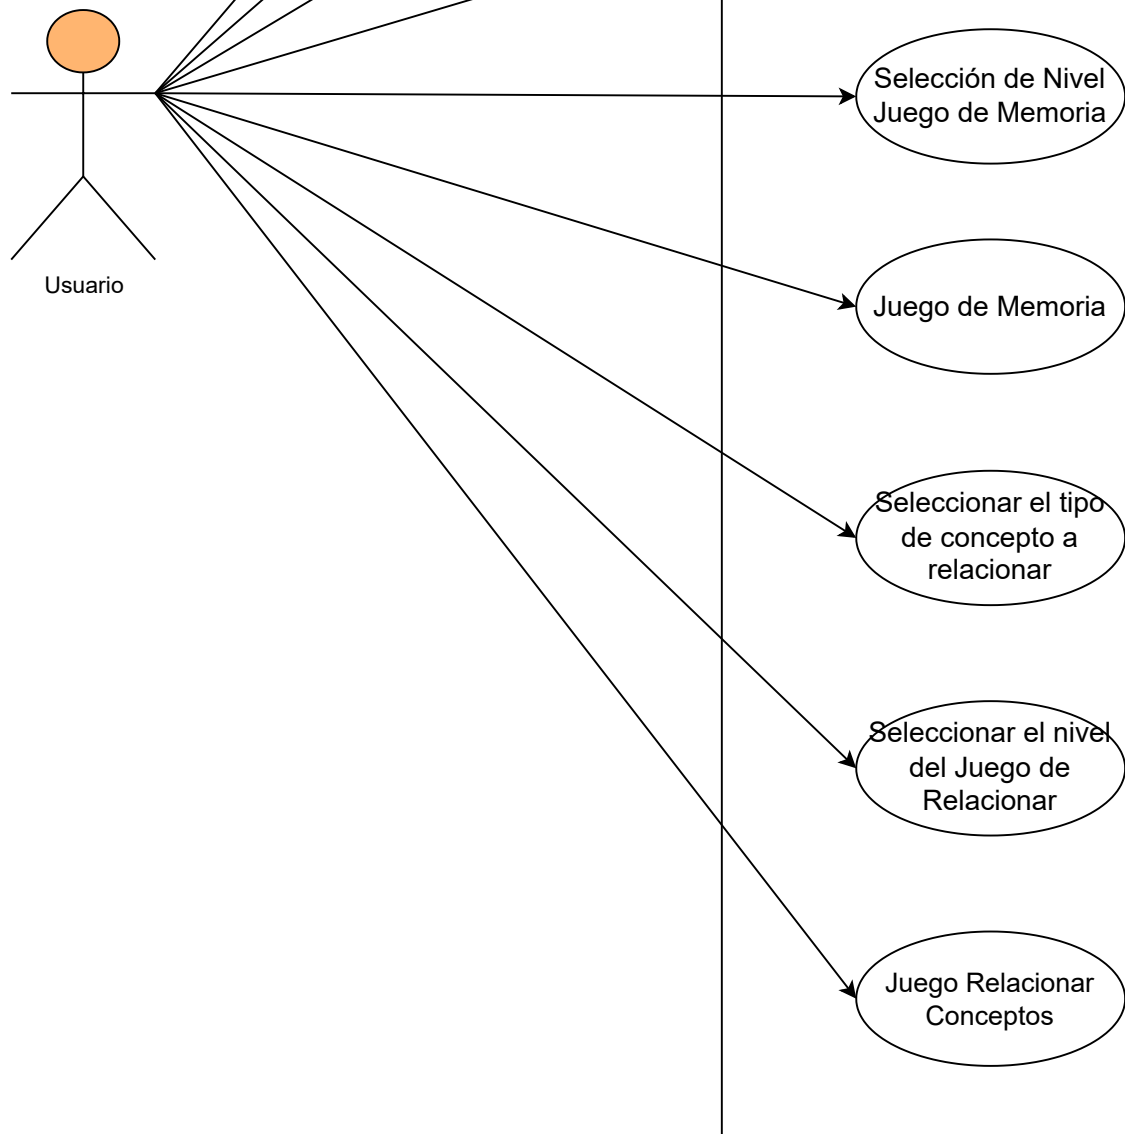 Selección de Nivel
Juego de Memoria
Usuario
Juego de Memoria
Seleccionar el tipo
de concepto a
relacionar
Seleccionar el nivel
del Juego de
Relacionar
Juego Relacionar
Conceptos